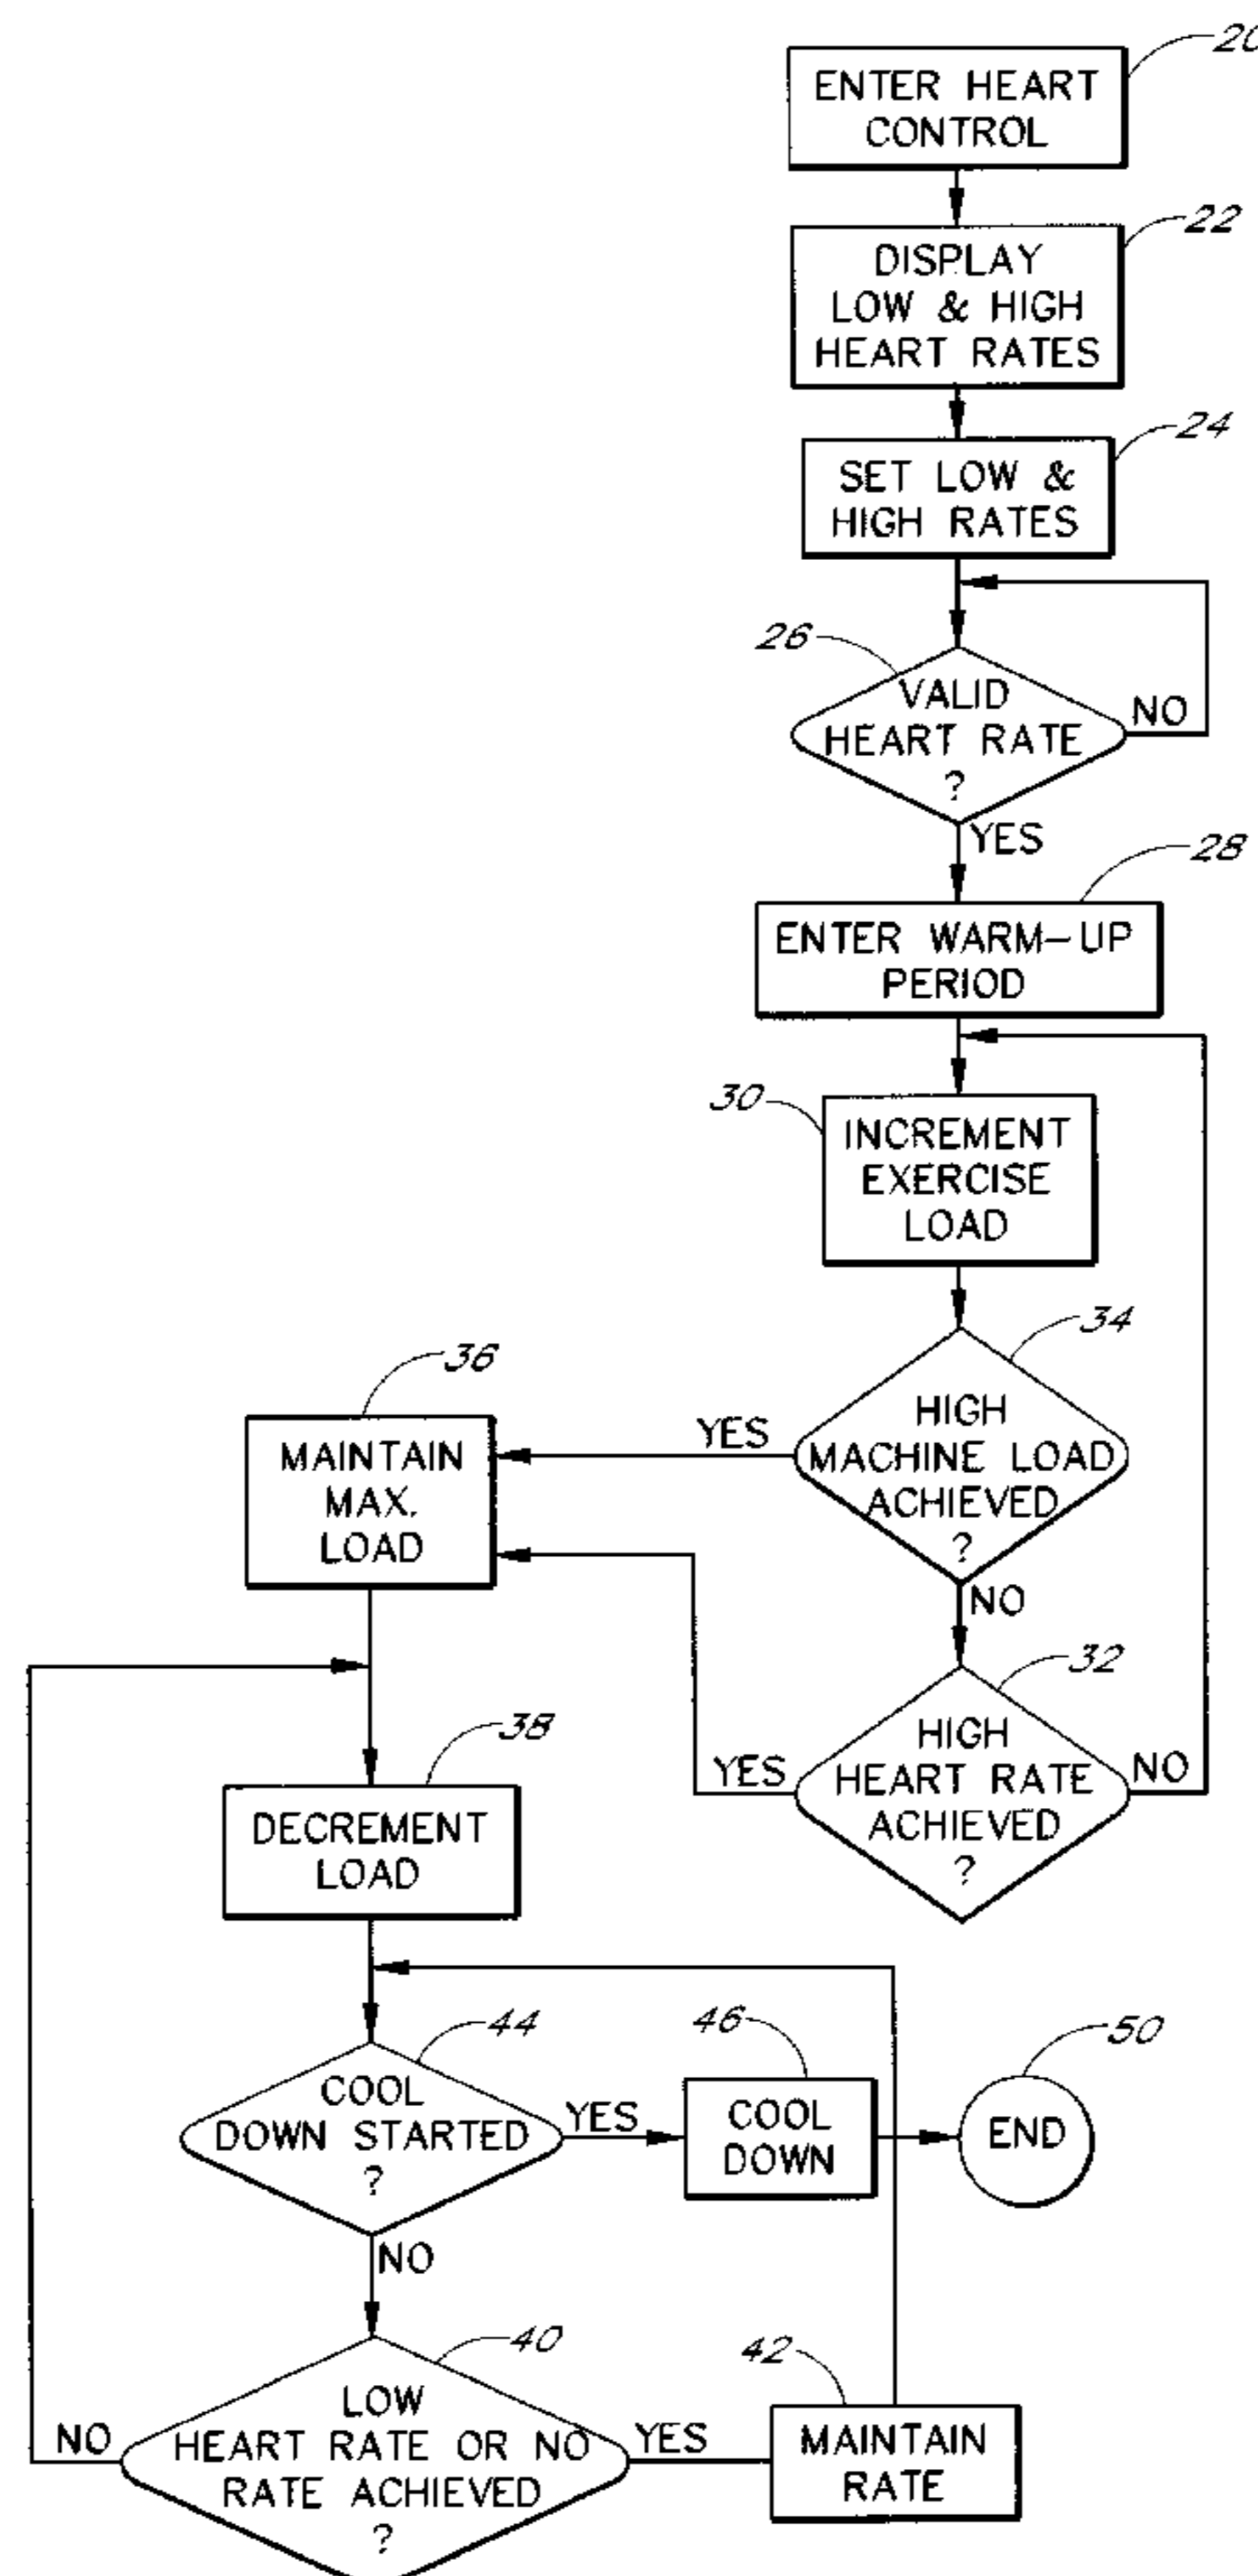 20
ENTER HEART
CONTROL
22
DISPLAY
LOW & HIGH
HEART RATES
24
SET LOW &
HIGH RATES
26
VALID
HEART RATE
?
NO
YES
28
ENTER WARM-UP
PERIOD
30
INCREMENT
EXERCISE
LOAD
34
HIGH
MACHINE LOAD
ACHIEVED
?
YES
NO
36
MAINTAIN
MAX.
LOAD
32
HIGH
HEART RATE
ACHIEVED
?
YES
NO
38
DECREMENT
LOAD
44
COOL
DOWN STARTED
?
YES
NO
46
COOL
DOWN
50
END
40
LOW
HEART RATE OR NO
RATE ACHIEVED
?
NO
YES
42
MAINTAIN
RATE